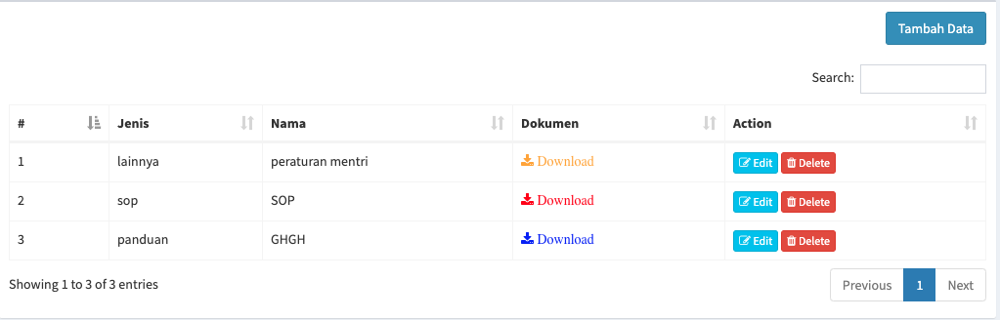 Tambah Data
Search:
# Jenis Nama Dokumen Action
1 lainnya peraturan mentri Download Edit Delete
2 sop SOP Download Edit Delete
3 panduan GHGH Download Edit Delete
Showing 1 to 3 of 3 entries Previous 1 Next